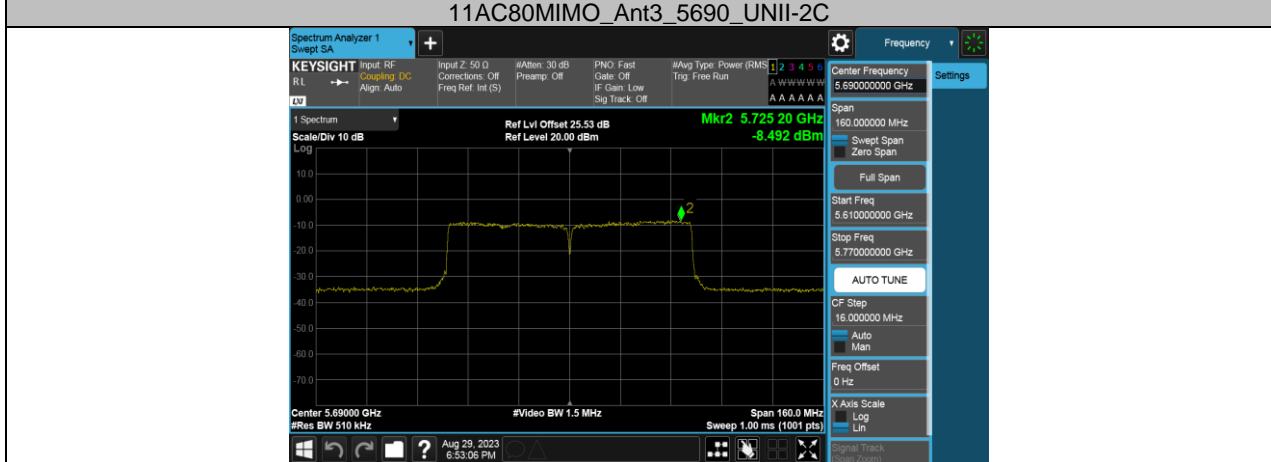 11AC80MIMO_Ant3_5690_UNII-2C
Spectrum Analyzer 1
Swept SA
+
Frequency
KEYSIGHT
RL
LXI
Input: RF
Coupling: DC
Align: Auto
Input Z: 50 Ω
Corrections: Off
Freq Ref: Int (S)
#Atten: 30 dB
Preamp: Off
PNO: Fast
Gate: Off
IF Gain: Low
Sig Track: Off
#Avg Type: Power (RMS
Trig: Free Run
1 2 3 4 5 6
A W W W W W
A A A A A A
1 Spectrum
Scale/Div 10 dB
Log
Ref Lvl Offset 25.53 dB
Ref Level 20.00 dBm
Mkr2 5.725 20 GHz
-8.492 dBm
10.0
0.00
-10.0
-20.0
-30.0
-40.0
-50.0
-60.0
-70.0
2
Center 5.69000 GHz
#Res BW 510 kHz
#Video BW 1.5 MHz
Span 160.0 MHz
Sweep 1.00 ms (1001 pts)
Center Frequency
5.690000000 GHz
Settings
Span
160.000000 MHz
Swept Span
Zero Span
Full Span
Start Freq
5.610000000 GHz
Stop Freq
5.770000000 GHz
AUTO TUNE
CF Step
16.000000 MHz
Auto
Man
Freq Offset
0 Hz
X Axis Scale
Log
Lin
Signal Track
(Span Zoom)
?
Aug 29, 2023
6:53:06 PM